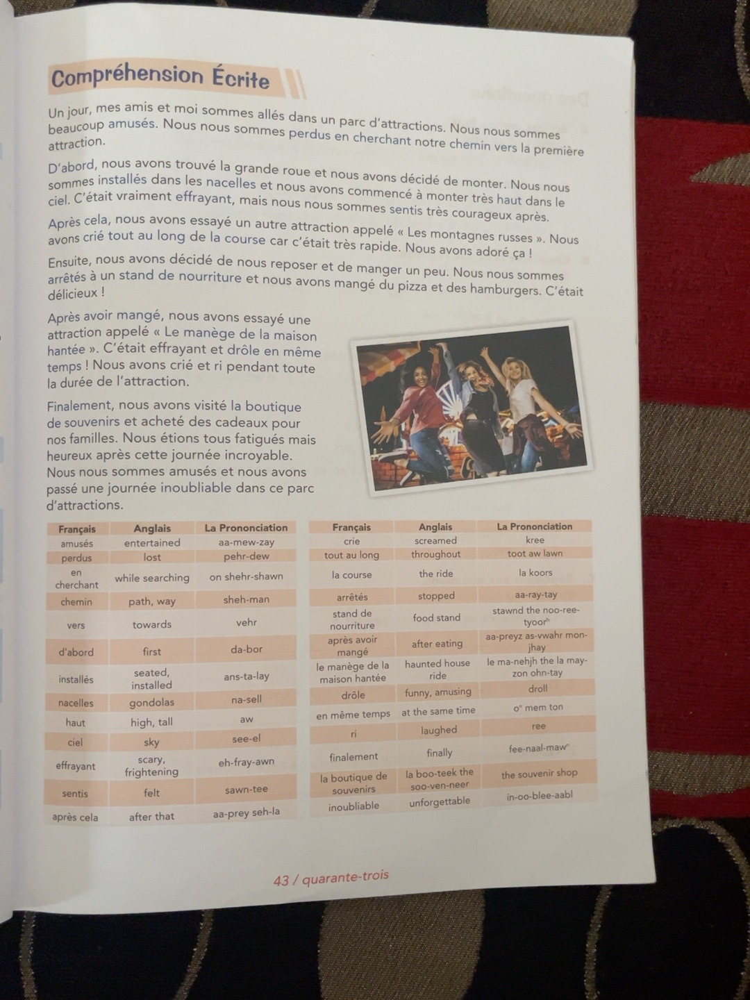 Compréhension Écrite
Un jour, mes amis et moi sommes allés dans un parc d'attractions. Nous nous sommes
beaucoup amusés. Nous nous sommes perdus en cherchant notre chemin vers la première
attraction.
D'abord, nous avons trouvé la grande roue et nous avons décidé de monter. Nous nous
sommes installés dans les nacelles et nous avons commencé à monter très haut dans le
ciel. C'était vraiment effrayant, mais nous nous sommes sentis très courageux après.
Après cela, nous avons essayé un autre attraction appelé « Les montagnes russes ». Nous
avons crié tout au long de la course car c'était très rapide. Nous avons adoré ça !
Ensuite, nous avons décidé de nous reposer et de manger un peu. Nous nous sommes
arrêtés à un stand de nourriture et nous avons mangé du pizza et des hamburgers. C'était
délicieux !
Après avoir mangé, nous avons essayé une
attraction appelé « Le manège de la maison
hantée ». C'était effrayant et drôle en même
temps ! Nous avons crié et ri pendant toute
la durée de l'attraction.
Finalement, nous avons visité la boutique
de souvenirs et acheté des cadeaux pour
nos familles. Nous étions tous fatigués mais
heureux après cette journée incroyable.
Nous nous sommes amusés et nous avons
passé une journée inoubliable dans ce parc
d'attractions.
Français Anglais La Prononciation
amusés entertained aa-mew-zay
perdus lost pehr-dew
en
cherchant while searching on shehr-shawn
chemin path, way sheh-man
vers towards vehr
d'abord first da-bor
installés seated,
installed ans-ta-lay
nacelles gondolas na-sell
haut high, tall aw
ciel sky see-el
effrayant scary,
frightening eh-fray-awn
sentis felt sawn-tee
après cela after that aa-prey seh-la
Français Anglais La Prononciation
crie screamed kree
tout au long throughout toot aw lawn
la course the ride la koors
arrêtés stopped aa-ray-tay
stand de
nourriture food stand stawnd the noo-ree-
tyoorʰ
après avoir
mangé after eating aa-preyz as-vwahr mon-
jhay
le manège de la
maison hantée haunted house
ride le ma-nehjh the la may-
zon ohn-tay
drôle funny, amusing droll
en même temps at the same time oⁿ mem ton
ri laughed ree
finalement finally fee-naal-mawⁿ
la boutique de
souvenirs la boo-teek the
soo-ven-neer the souvenir shop
inoubliable unforgettable in-oo-blee-aabl
43 / quarante-trois